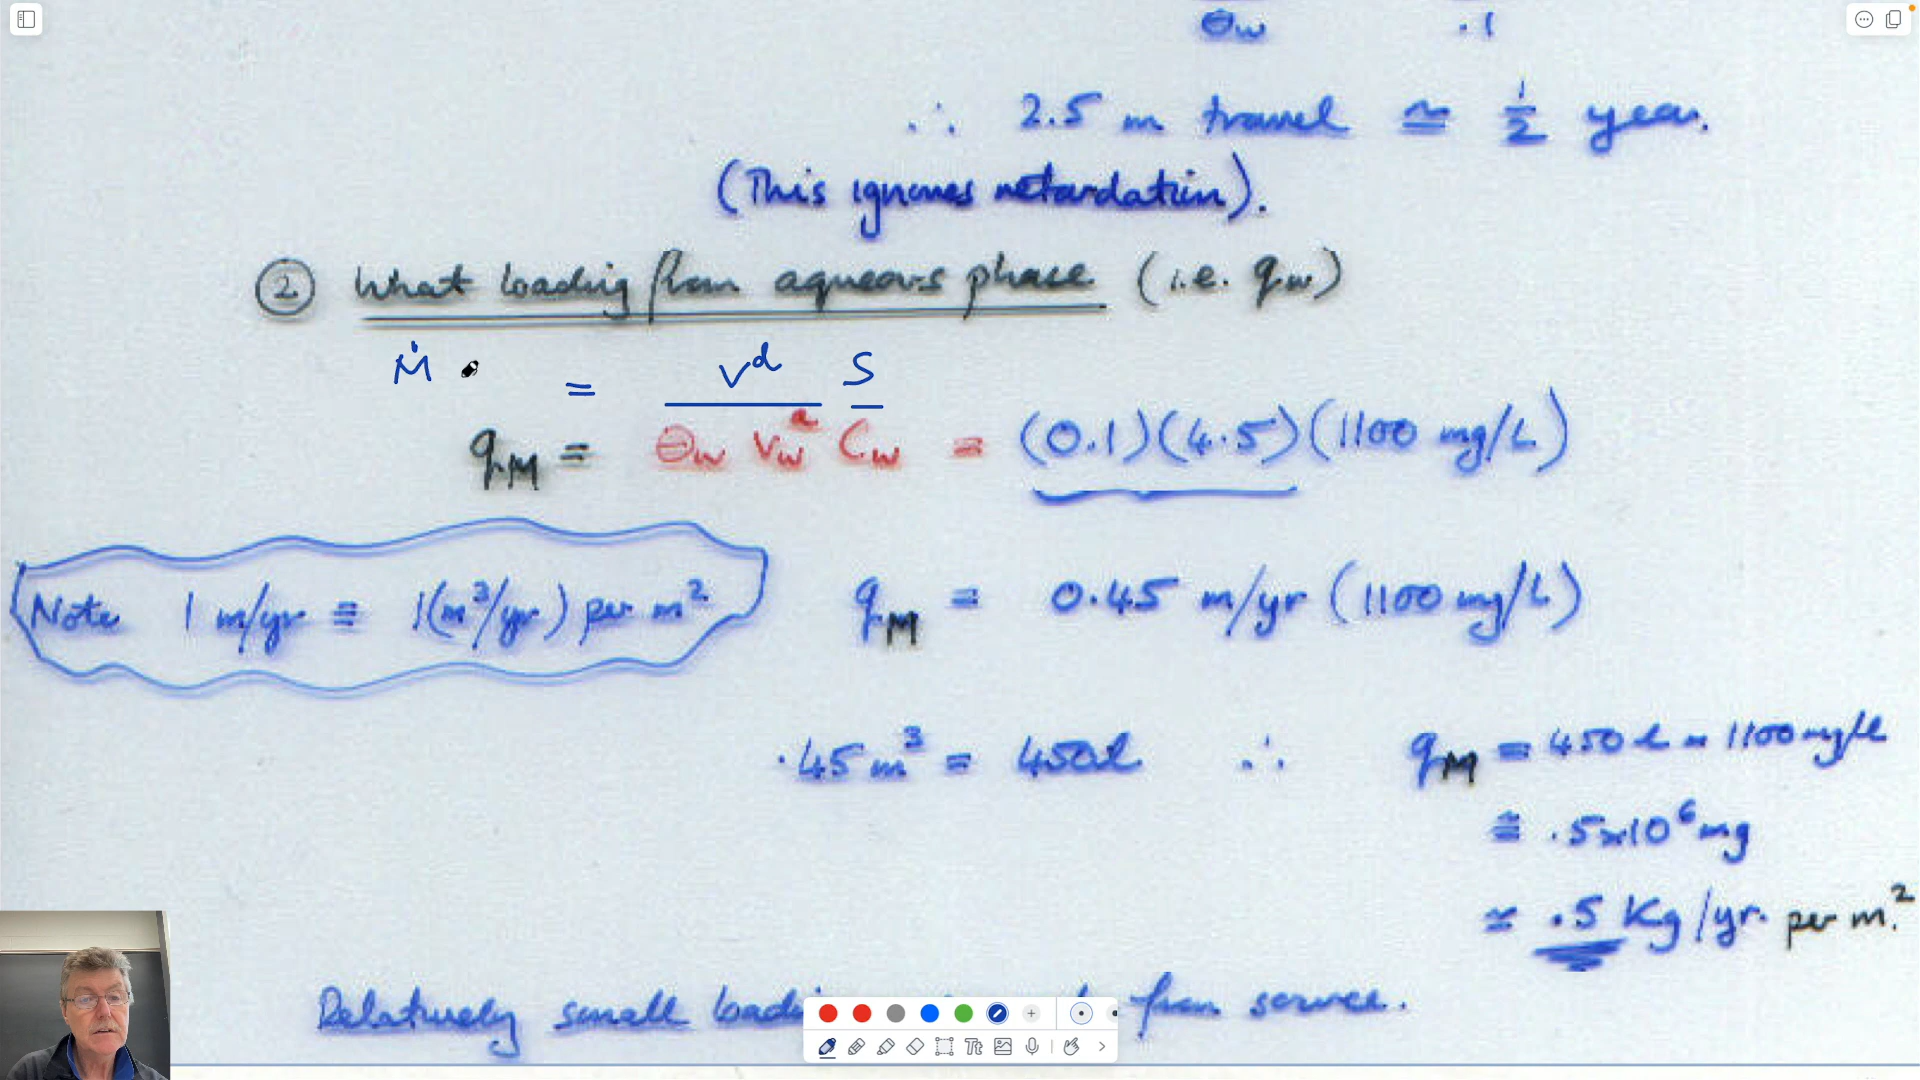 θw .1
∴ 2.5 m travel ≅ 1/2 year.
(This ignores retardation).
② What loading from aqueous phase (i.e. qw)
Ṁ = v^d S
qM = θw vw^a Cw = (0.1)(4.5)(1100 mg/L)
Note 1 m/yr ≡ 1(m³/yr) per m²
qM = 0.45 m/yr (1100 mg/L)
.45 m³ = 450 l ∴ qM = 450 l × 1100 mg/l
≅ .5×10⁶ mg
≃ .5 Kg/yr. per m².
Relatively small from source.
Tt